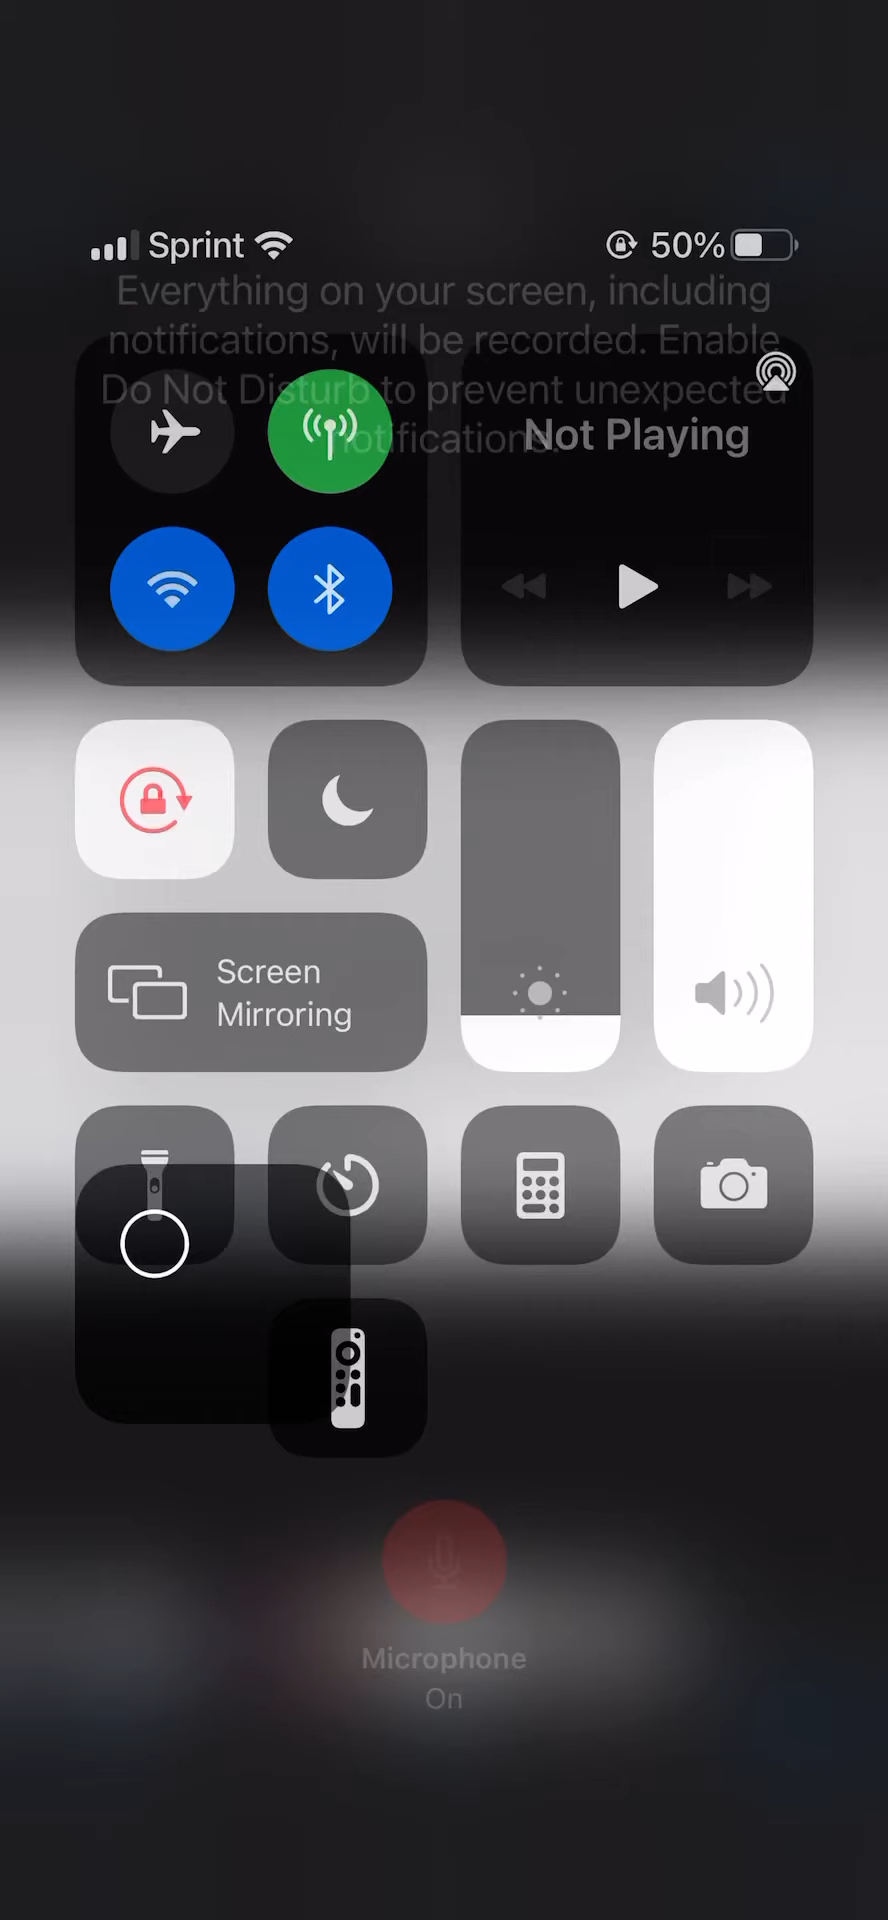 Sprint 50%
Everything on your screen, including
notifications, will be recorded. Enable
Do Not Disturb to prevent unexpected
notifications.
Not Playing
Screen
Mirroring
Microphone
On